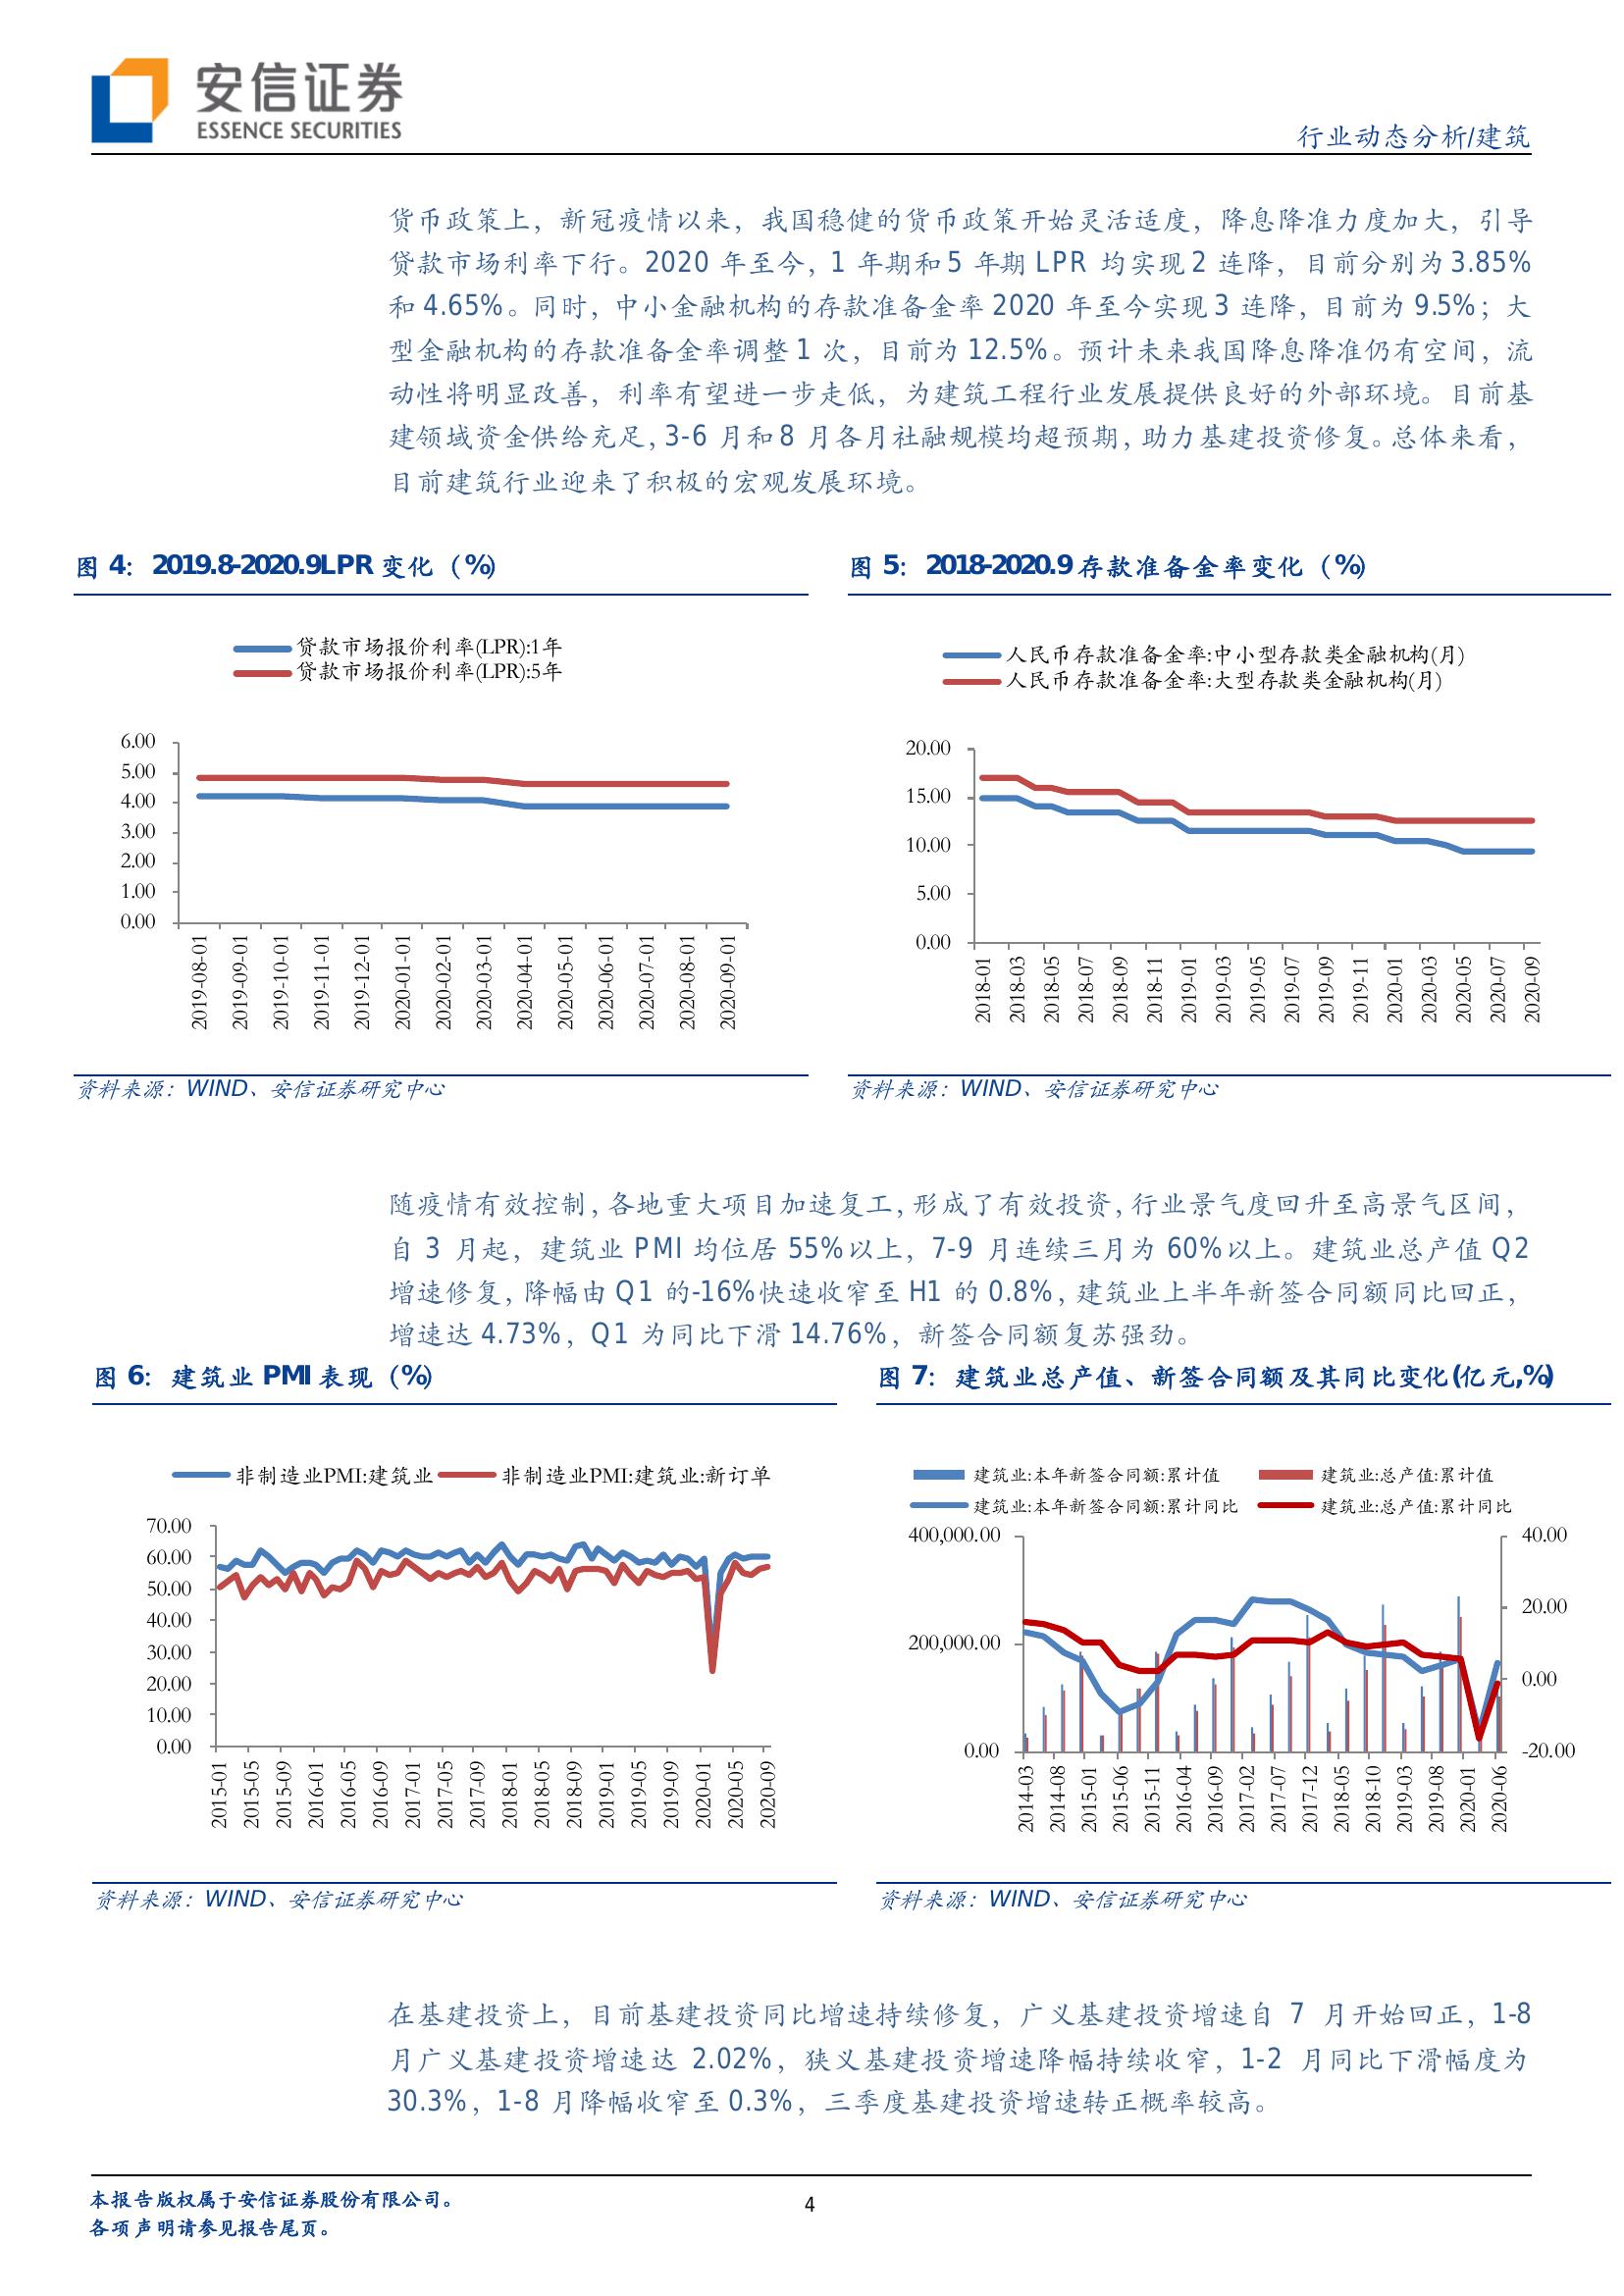 安信证券
ESSENCE SECURITIES
行业动态分析/建筑
货币政策上，新冠疫情以来，我国稳健的货币政策开始灵活适度，降息降准力度加大，引导
贷款市场利率下行。2020 年至今，1 年期和 5 年期 LPR 均实现 2 连降，目前分别为 3.85%
和 4.65%。同时，中小金融机构的存款准备金率 2020 年至今实现 3 连降，目前为 9.5%；大
型金融机构的存款准备金率调整 1 次，目前为 12.5%。预计未来我国降息降准仍有空间，流
动性将明显改善，利率有望进一步走低，为建筑工程行业发展提供良好的外部环境。目前基
建领域资金供给充足，3-6 月和 8 月各月社融规模均超预期，助力基建投资修复。总体来看，
目前建筑行业迎来了积极的宏观发展环境。
图 4：2019.8-2020.9LPR 变化（%）
贷款市场报价利率(LPR):1年
贷款市场报价利率(LPR):5年
6.00
5.00
4.00
3.00
2.00
1.00
0.00
2019-08-01
2019-09-01
2019-10-01
2019-11-01
2019-12-01
2020-01-01
2020-02-01
2020-03-01
2020-04-01
2020-05-01
2020-06-01
2020-07-01
2020-08-01
2020-09-01
资料来源：WIND、安信证券研究中心
图 5：2018-2020.9 存款准备金率变化（%）
人民币存款准备金率:中小型存款类金融机构(月)
人民币存款准备金率:大型存款类金融机构(月)
20.00
15.00
10.00
5.00
0.00
2018-01
2018-03
2018-05
2018-07
2018-09
2018-11
2019-01
2019-03
2019-05
2019-07
2019-09
2019-11
2020-01
2020-03
2020-05
2020-07
2020-09
资料来源：WIND、安信证券研究中心
随疫情有效控制，各地重大项目加速复工，形成了有效投资，行业景气度回升至高景气区间，
自 3 月起，建筑业 PMI 均位居 55%以上，7-9 月连续三月为 60%以上。建筑业总产值 Q2
增速修复，降幅由 Q1 的-16%快速收窄至 H1 的 0.8%，建筑业上半年新签合同额同比回正，
增速达 4.73%，Q1 为同比下滑 14.76%，新签合同额复苏强劲。
图 6：建筑业 PMI 表现（%）
非制造业PMI:建筑业
非制造业PMI:建筑业:新订单
70.00
60.00
50.00
40.00
30.00
20.00
10.00
0.00
2015-01
2015-05
2015-09
2016-01
2016-05
2016-09
2017-01
2017-05
2017-09
2018-01
2018-05
2018-09
2019-01
2019-05
2019-09
2020-01
2020-05
2020-09
资料来源：WIND、安信证券研究中心
图 7：建筑业总产值、新签合同额及其同比变化(亿元,%)
建筑业:本年新签合同额:累计值
建筑业:总产值:累计值
建筑业:本年新签合同额:累计同比
建筑业:总产值:累计同比
400,000.00
200,000.00
0.00
40.00
20.00
0.00
-20.00
2014-03
2014-08
2015-01
2015-06
2015-11
2016-04
2016-09
2017-02
2017-07
2017-12
2018-05
2018-10
2019-03
2019-08
2020-01
2020-06
资料来源：WIND、安信证券研究中心
在基建投资上，目前基建投资同比增速持续修复，广义基建投资增速自 7 月开始回正，1-8
月广义基建投资增速达 2.02%，狭义基建投资增速降幅持续收窄，1-2 月同比下滑幅度为
30.3%，1-8 月降幅收窄至 0.3%，三季度基建投资增速转正概率较高。
本报告版权属于安信证券股份有限公司。
各项声明请参见报告尾页。
4